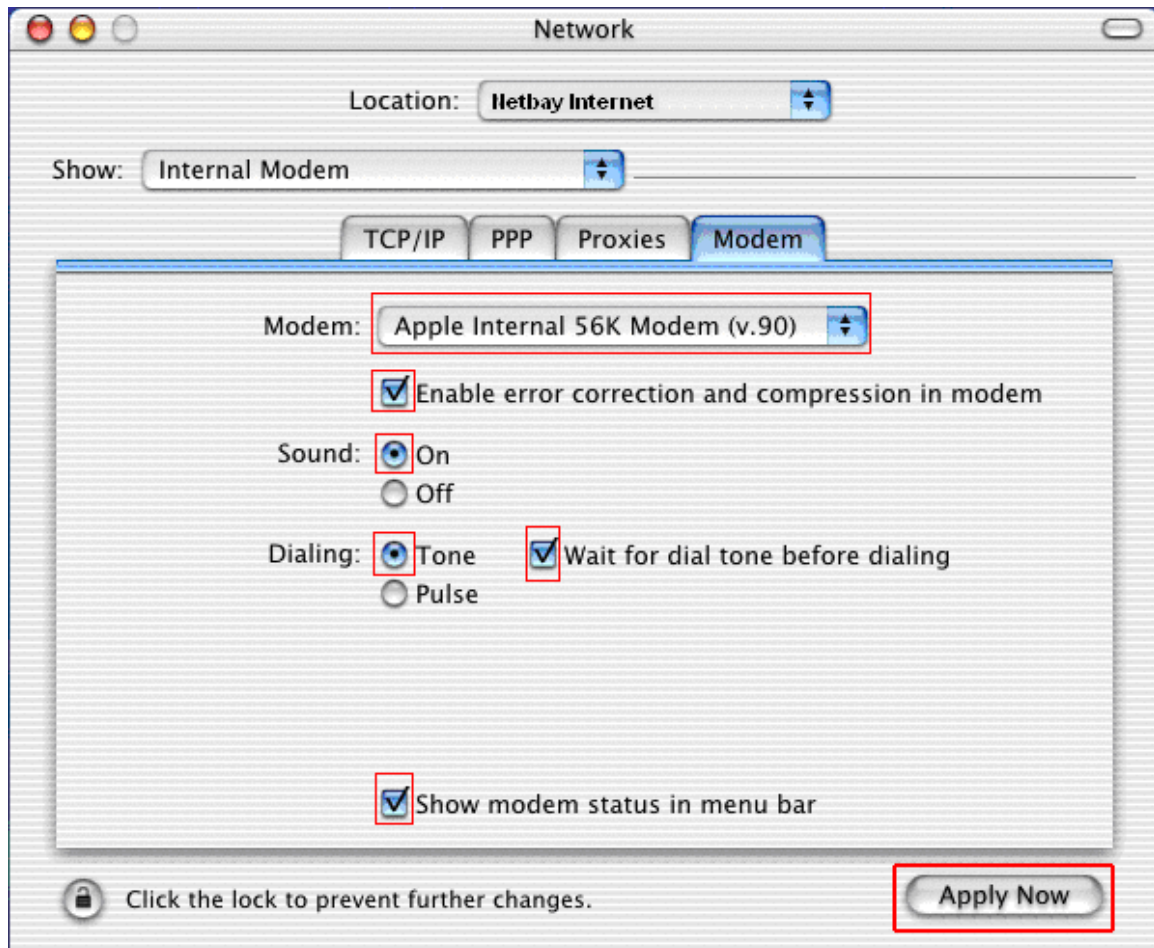 Network
Location: Netbay Internet
Show: Internal Modem
TCP/IP PPP Proxies Modem
Modem: Apple Internal 56K Modem (v.90)
Enable error correction and compression in modem
Sound: On
Off
Dialing: Tone Wait for dial tone before dialing
Pulse
Show modem status in menu bar
Click the lock to prevent further changes. Apply Now